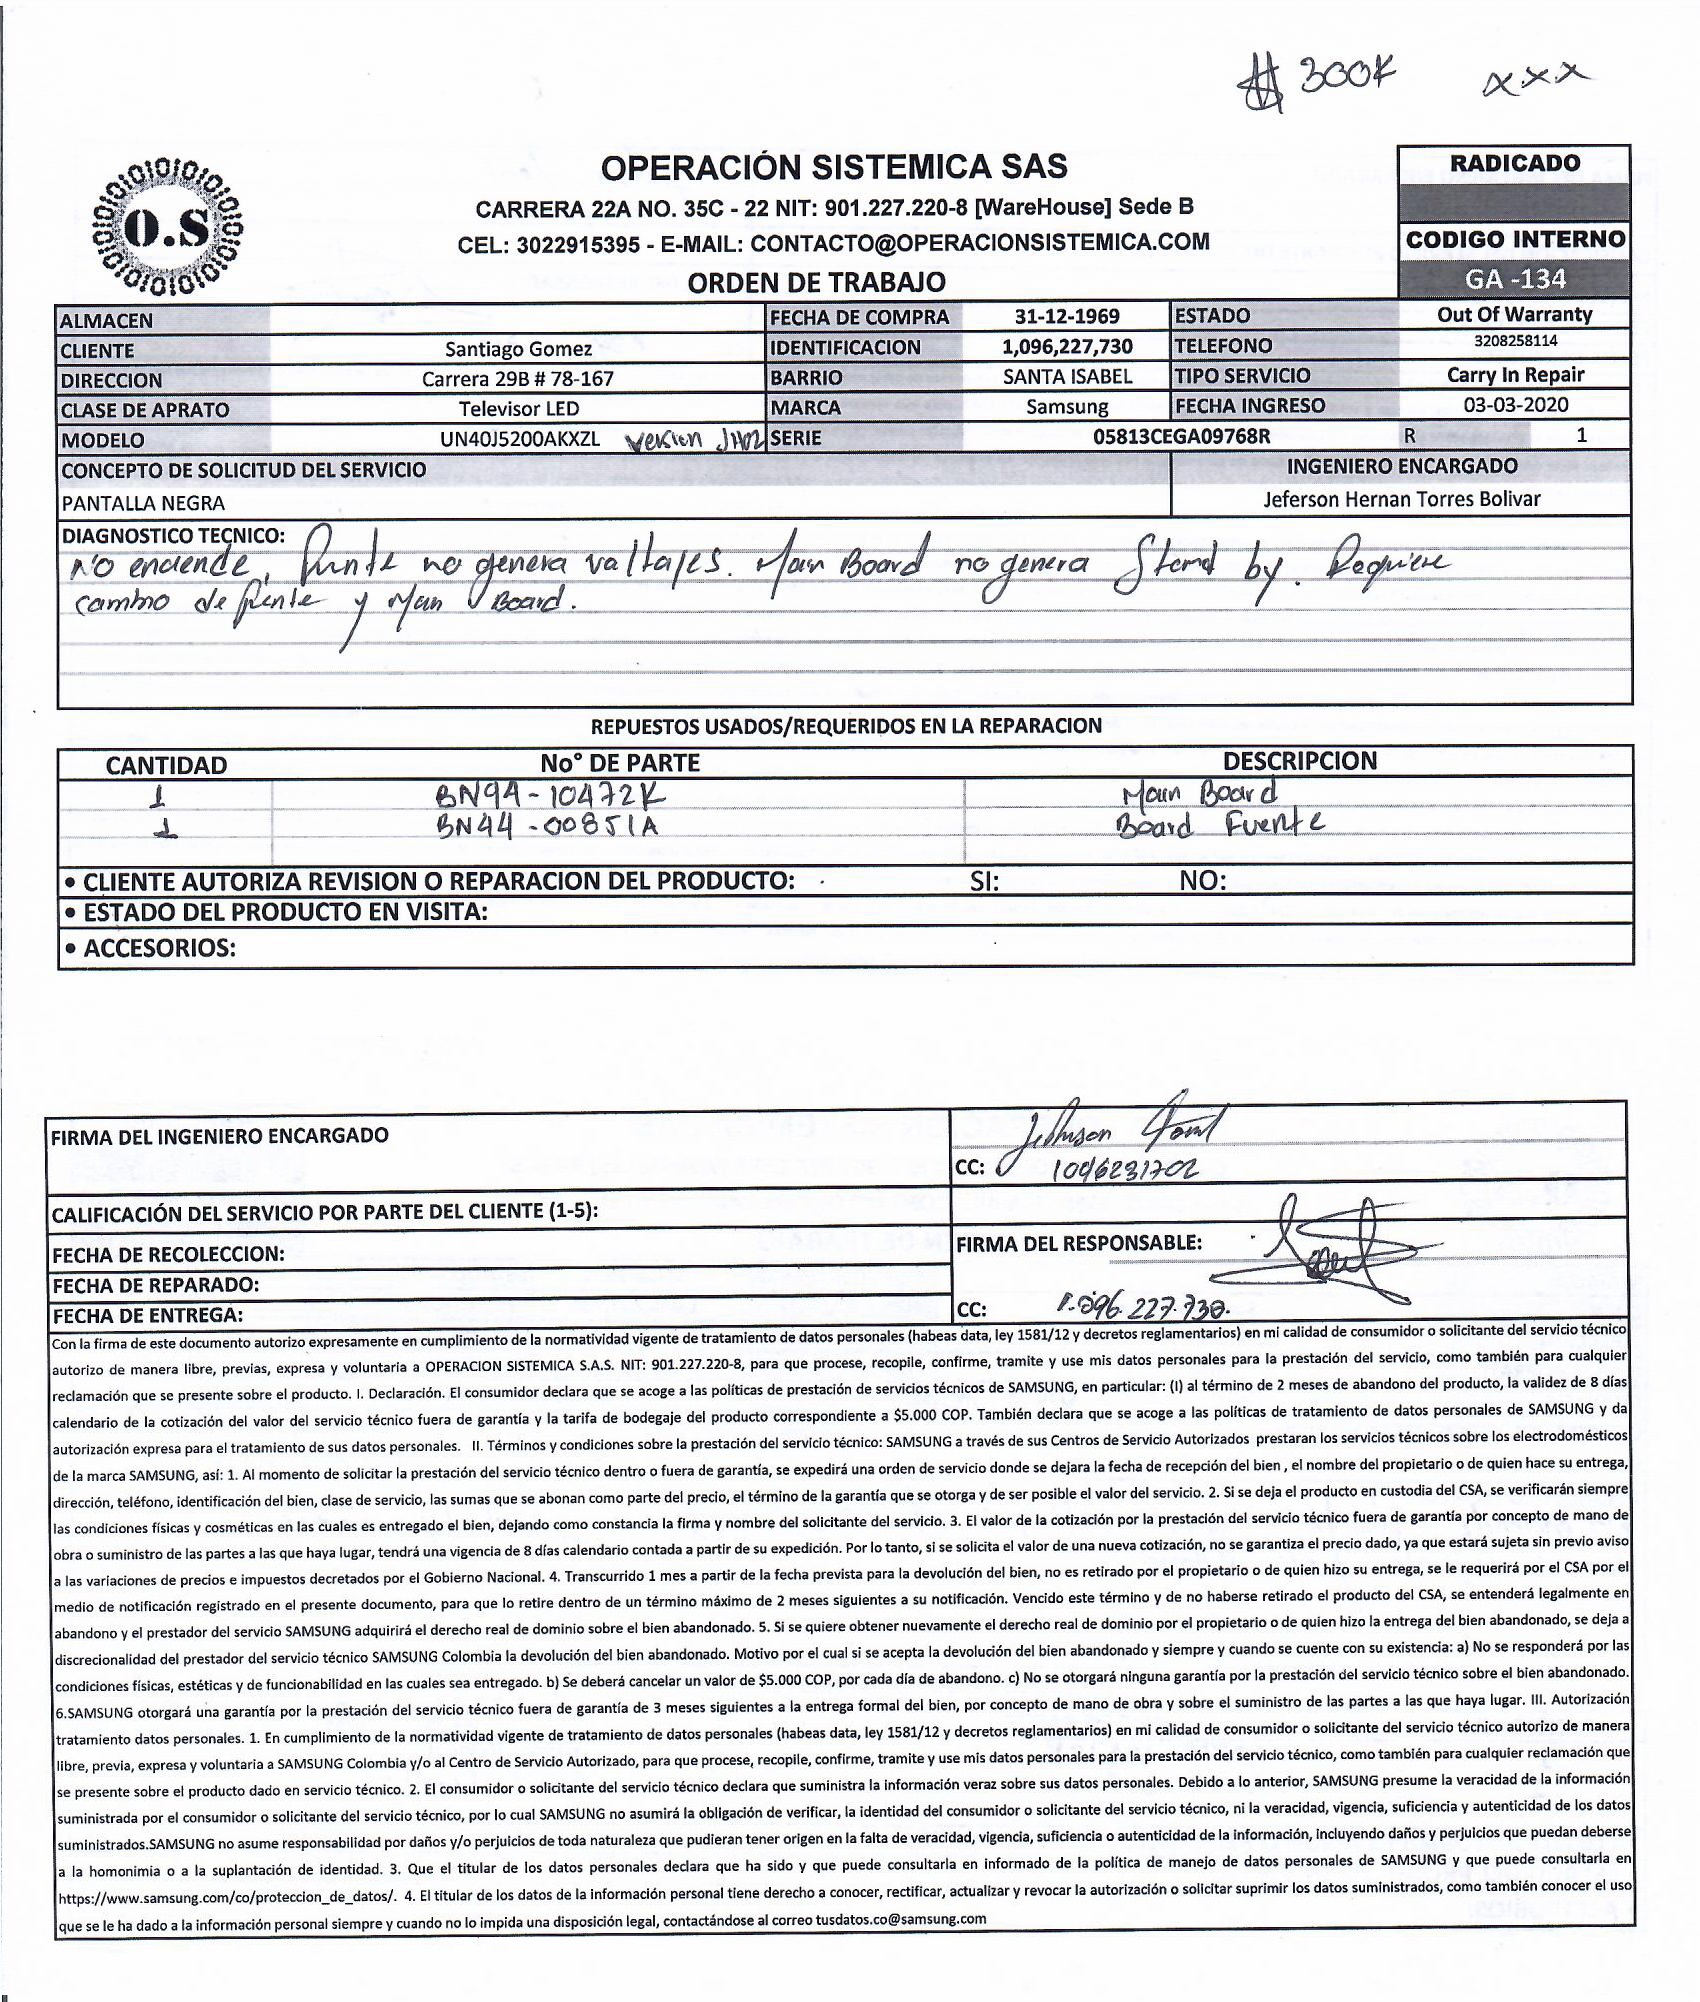 $ 300K xxx
OPERACIÓN SISTEMICA SAS
CARRERA 22A NO. 35C - 22 NIT: 901.227.220-8 [WareHouse] Sede B
CEL: 3022915395 - E-MAIL: CONTACTO@OPERACIONSISTEMICA.COM
ORDEN DE TRABAJO
O.S
RADICADO
CODIGO INTERNO
GA -134
ALMACEN FECHA DE COMPRA 31-12-1969 ESTADO Out Of Warranty
CLIENTE Santiago Gomez IDENTIFICACION 1,096,227,730 TELEFONO 3208258114
DIRECCION Carrera 29B # 78-167 BARRIO SANTA ISABEL TIPO SERVICIO Carry In Repair
CLASE DE APRATO Televisor LED MARCA Samsung FECHA INGRESO 03-03-2020
MODELO UN40J5200AKXZL version JH02 SERIE 05813CEGA09768R R 1
CONCEPTO DE SOLICITUD DEL SERVICIO INGENIERO ENCARGADO
PANTALLA NEGRA Jeferson Hernan Torres Bolivar
DIAGNOSTICO TECNICO:
No enciende, Fuente no genera voltajes. Main Board no genera Stand by. Requiere
cambio de fuente y Main Board.
REPUESTOS USADOS/REQUERIDOS EN LA REPARACION
CANTIDAD No° DE PARTE DESCRIPCION
1 BN94-10472K Main Board
1 BN44-00851A Board Fuente
• CLIENTE AUTORIZA REVISION O REPARACION DEL PRODUCTO: SI: NO:
• ESTADO DEL PRODUCTO EN VISITA:
• ACCESORIOS:
FIRMA DEL INGENIERO ENCARGADO
CC: 1096231702
CALIFICACIÓN DEL SERVICIO POR PARTE DEL CLIENTE (1-5):
FECHA DE RECOLECCION: FIRMA DEL RESPONSABLE:
FECHA DE REPARADO:
FECHA DE ENTREGA: CC: 1.096.227.730.
Con la firma de este documento autorizo expresamente en cumplimiento de la normatividad vigente de tratamiento de datos personales (habeas data, ley 1581/12 y decretos reglamentarios) en mi calidad de consumidor o solicitante del servicio técnico
autorizo de manera libre, previas, expresa y voluntaria a OPERACION SISTEMICA S.A.S. NIT: 901.227.220-8, para que procese, recopile, confirme, tramite y use mis datos personales para la prestación del servicio, como también para cualquier
reclamación que se presente sobre el producto. I. Declaración. El consumidor declara que se acoge a las políticas de prestación de servicios técnicos de SAMSUNG, en particular: (I) al término de 2 meses de abandono del producto, la validez de 8 días
calendario de la cotización del valor del servicio técnico fuera de garantía y la tarifa de bodegaje del producto correspondiente a $5.000 COP. También declara que se acoge a las políticas de tratamiento de datos personales de SAMSUNG y da
autorización expresa para el tratamiento de sus datos personales. II. Términos y condiciones sobre la prestación del servicio técnico: SAMSUNG a través de sus Centros de Servicio Autorizados prestaran los servicios técnicos sobre los electrodomésticos
de la marca SAMSUNG, así: 1. Al momento de solicitar la prestación del servicio técnico dentro o fuera de garantía, se expedirá una orden de servicio donde se dejara la fecha de recepción del bien , el nombre del propietario o de quien hace su entrega,
dirección, teléfono, identificación del bien, clase de servicio, las sumas que se abonan como parte del precio, el término de la garantía que se otorga y de ser posible el valor del servicio. 2. Si se deja el producto en custodia del CSA, se verificarán siempre
las condiciones físicas y cosméticas en las cuales es entregado el bien, dejando como constancia la firma y nombre del solicitante del servicio. 3. El valor de la cotización por la prestación del servicio técnico fuera de garantía por concepto de mano de
obra o suministro de las partes a las que haya lugar, tendrá una vigencia de 8 días calendario contada a partir de su expedición. Por lo tanto, si se solicita el valor de una nueva cotización, no se garantiza el precio dado, ya que estará sujeta sin previo aviso
a las variaciones de precios e impuestos decretados por el Gobierno Nacional. 4. Transcurrido 1 mes a partir de la fecha prevista para la devolución del bien, no es retirado por el propietario o de quien hizo su entrega, se le requerirá por el CSA por el
medio de notificación registrado en el presente documento, para que lo retire dentro de un término máximo de 2 meses siguientes a su notificación. Vencido este término y de no haberse retirado el producto del CSA, se entenderá legalmente en
abandono y el prestador del servicio SAMSUNG adquirirá el derecho real de dominio sobre el bien abandonado. 5. Si se quiere obtener nuevamente el derecho real de dominio por el propietario o de quien hizo la entrega del bien abandonado, se deja a
discrecionalidad del prestador del servicio técnico SAMSUNG Colombia la devolución del bien abandonado. Motivo por el cual si se acepta la devolución del bien abandonado y siempre y cuando se cuente con su existencia: a) No se responderá por las
condiciones físicas, estéticas y de funcionabilidad en las cuales sea entregado. b) Se deberá cancelar un valor de $5.000 COP, por cada día de abandono. c) No se otorgará ninguna garantía por la prestación del servicio técnico sobre el bien abandonado.
6.SAMSUNG otorgará una garantía por la prestación del servicio técnico fuera de garantía de 3 meses siguientes a la entrega formal del bien, por concepto de mano de obra y sobre el suministro de las partes a las que haya lugar. III. Autorización
tratamiento datos personales. 1. En cumplimiento de la normatividad vigente de tratamiento de datos personales (habeas data, ley 1581/12 y decretos reglamentarios) en mi calidad de consumidor o solicitante del servicio técnico autorizo de manera
libre, previa, expresa y voluntaria a SAMSUNG Colombia y/o al Centro de Servicio Autorizado, para que procese, recopile, confirme, tramite y use mis datos personales para la prestación del servicio técnico, como también para cualquier reclamación que
se presente sobre el producto dado en servicio técnico. 2. El consumidor o solicitante del servicio técnico declara que suministra la información veraz sobre sus datos personales. Debido a lo anterior, SAMSUNG presume la veracidad de la información
suministrada por el consumidor o solicitante del servicio técnico, por lo cual SAMSUNG no asumirá la obligación de verificar, la identidad del consumidor o solicitante del servicio técnico, ni la veracidad, vigencia, suficiencia y autenticidad de los datos
suministrados.SAMSUNG no asume responsabilidad por daños y/o perjuicios de toda naturaleza que pudieran tener origen en la falta de veracidad, vigencia, suficiencia o autenticidad de la información, incluyendo daños y perjuicios que puedan deberse
a la homonimia o a la suplantación de identidad. 3. Que el titular de los datos personales declara que ha sido y que puede consultarla en informado de la política de manejo de datos personales de SAMSUNG y que puede consultarla en
https://www.samsung.com/co/proteccion_de_datos/. 4. El titular de los datos de la información personal tiene derecho a conocer, rectificar, actualizar y revocar la autorización o solicitar suprimir los datos suministrados, como también conocer el uso
que se le ha dado a la información personal siempre y cuando no lo impida una disposición legal, contactándose al correo tusdatos.co@samsung.com